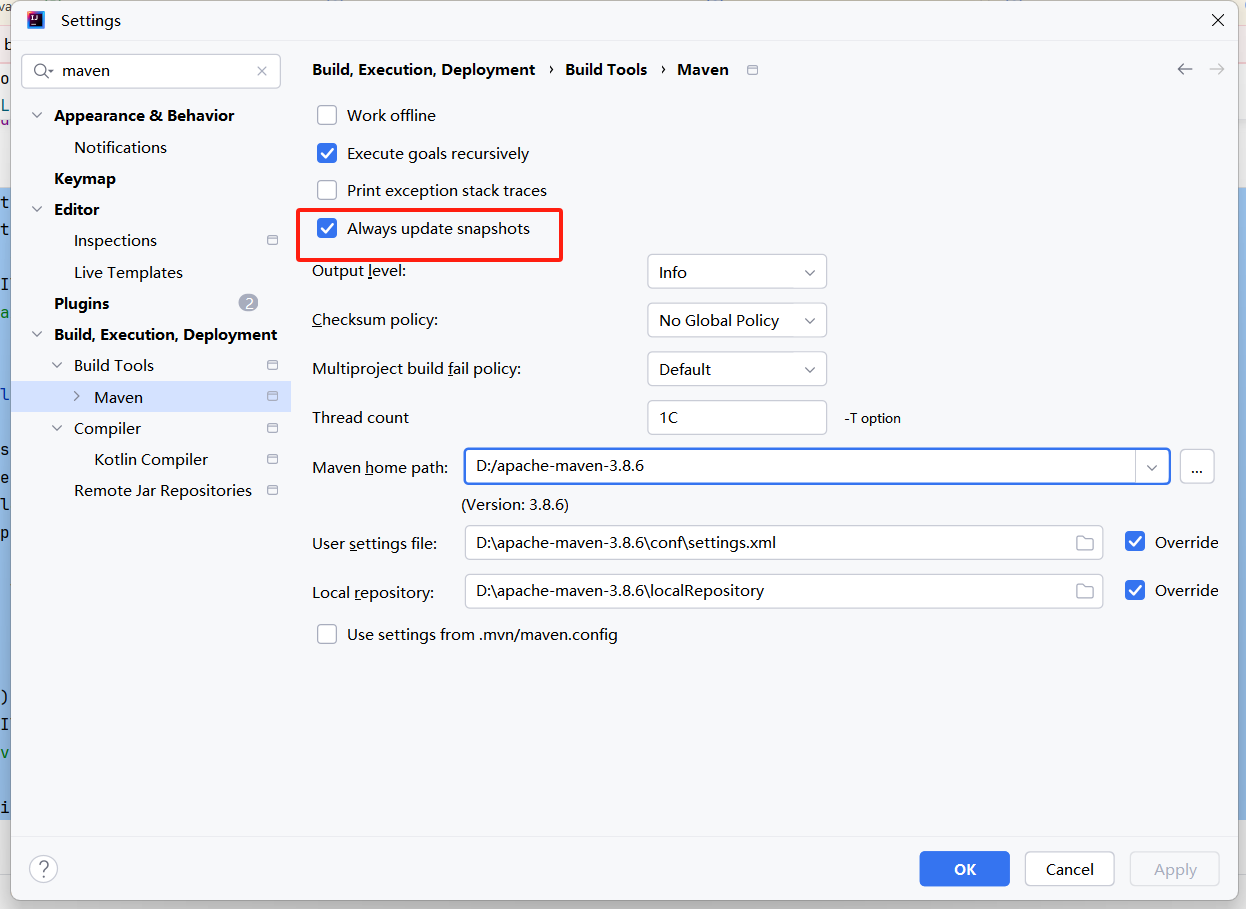 Settings
maven
Appearance & Behavior
Notifications
Keymap
Editor
Inspections
Live Templates
Plugins 2
Build, Execution, Deployment
Build Tools
Maven
Compiler
Kotlin Compiler
Remote Jar Repositories
Build, Execution, Deployment › Build Tools › Maven
Work offline
Execute goals recursively
Print exception stack traces
Always update snapshots
Output level: Info
Checksum policy: No Global Policy
Multiproject build fail policy: Default
Thread count 1C -T option
Maven home path: D:/apache-maven-3.8.6 ...
(Version: 3.8.6)
User settings file: D:\apache-maven-3.8.6\conf\settings.xml Override
Local repository: D:\apache-maven-3.8.6\localRepository Override
Use settings from .mvn/maven.config
? OK Cancel Apply